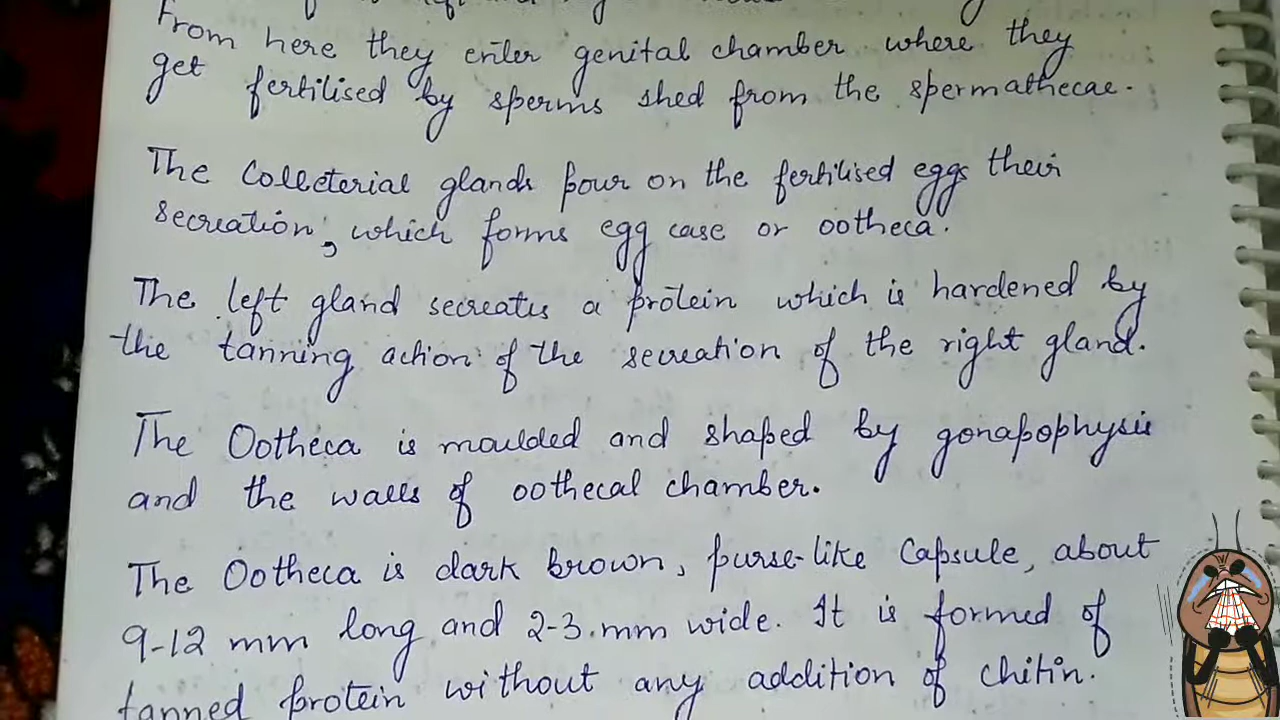 From here they enter genital chamber where they
get fertilised by sperms shed from the spermathecae.
The Colleterial glands pour on the fertilised eggs their
secreation, which forms egg case or ootheca.
The left gland secreates a protein which is hardened by
the tanning action of the secreation of the right gland.
The Ootheca is moulded and shaped by gonapophysis
and the walls of oothecal chamber.
The Ootheca is dark brown, purse-like Capsule, about
9-12 mm long and 2-3.mm wide. It is formed of
tanned protein without any addition of chitin.